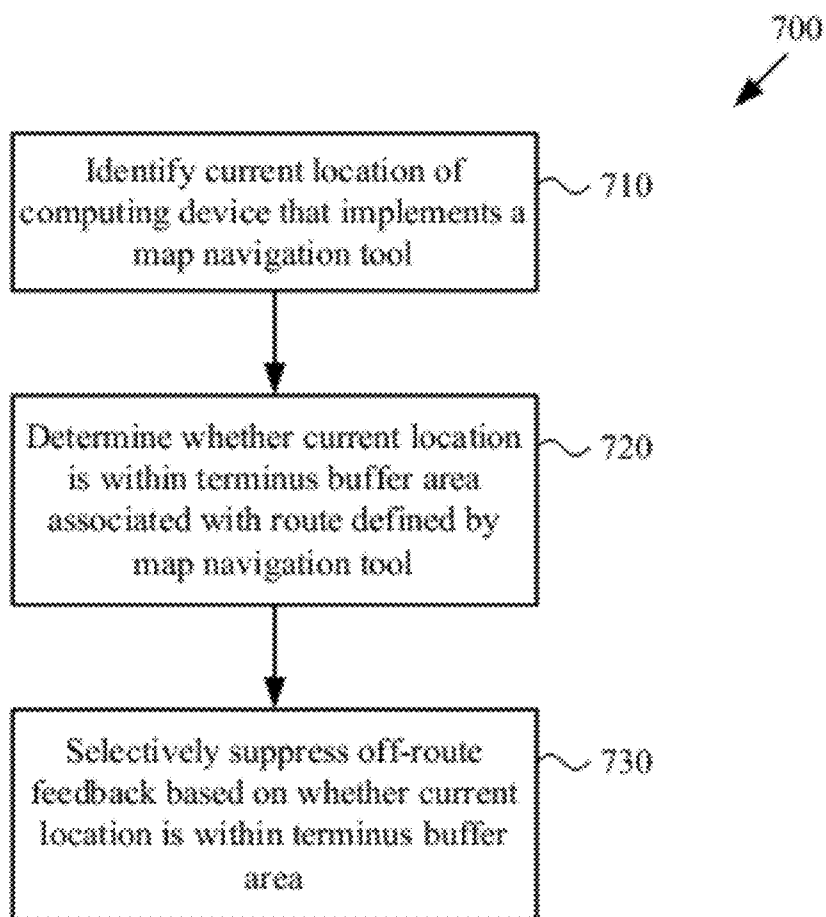 700
Identify current location of
computing device that implements a
map navigation tool
710
Determine whether current location
is within terminus buffer area
associated with route defined by
map navigation tool
720
Selectively suppress off-route
feedback based on whether current
location is within terminus buffer
area
730